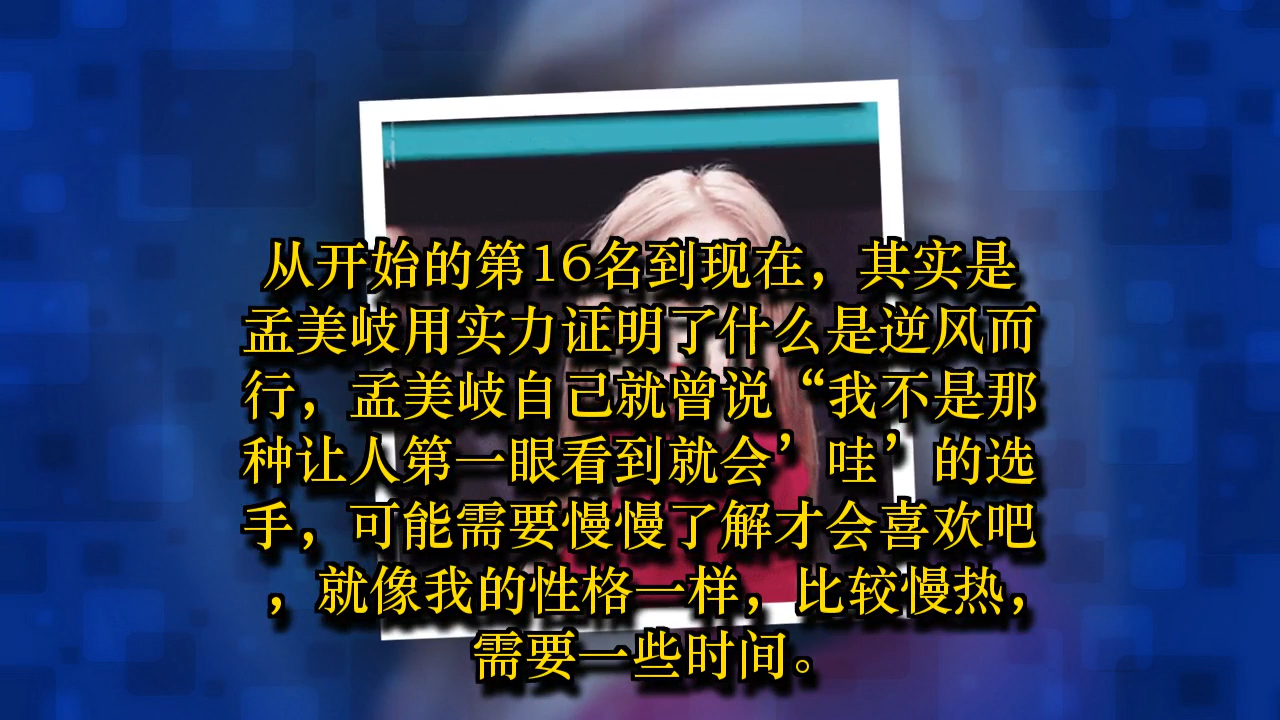 从开始的第16名到现在，其实是
孟美岐用实力证明了什么是逆风而
行，孟美岐自己就曾说“我不是那
种让人第一眼看到就会’哇’的选
手，可能需要慢慢了解才会喜欢吧
，就像我的性格一样，比较慢热，
需要一些时间。